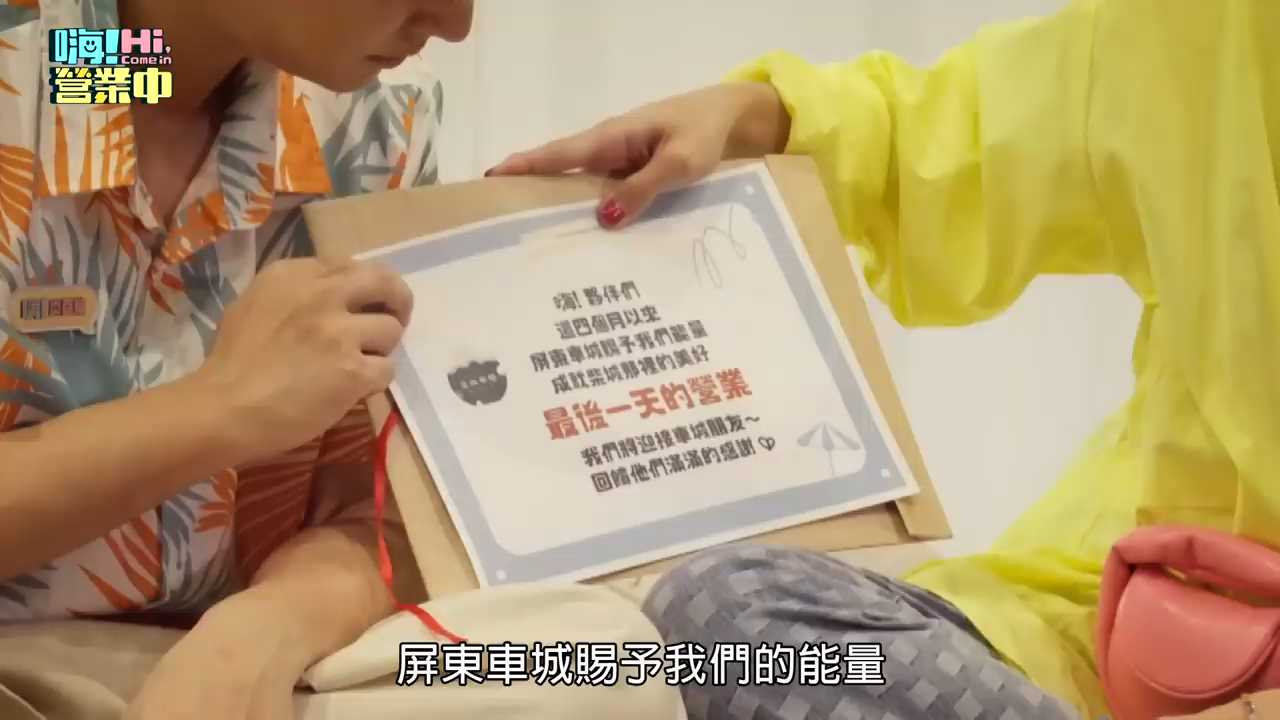 嗨!Hi,
Come in
營業中
嗨! 夥伴們
這四個月以來
屏東車城賜予我們能量
成就柴城那裡的美好
最後一天的營業
我們將迎接車城朋友～
回饋他們滿滿的感謝♡
屏東車城賜予我們的能量